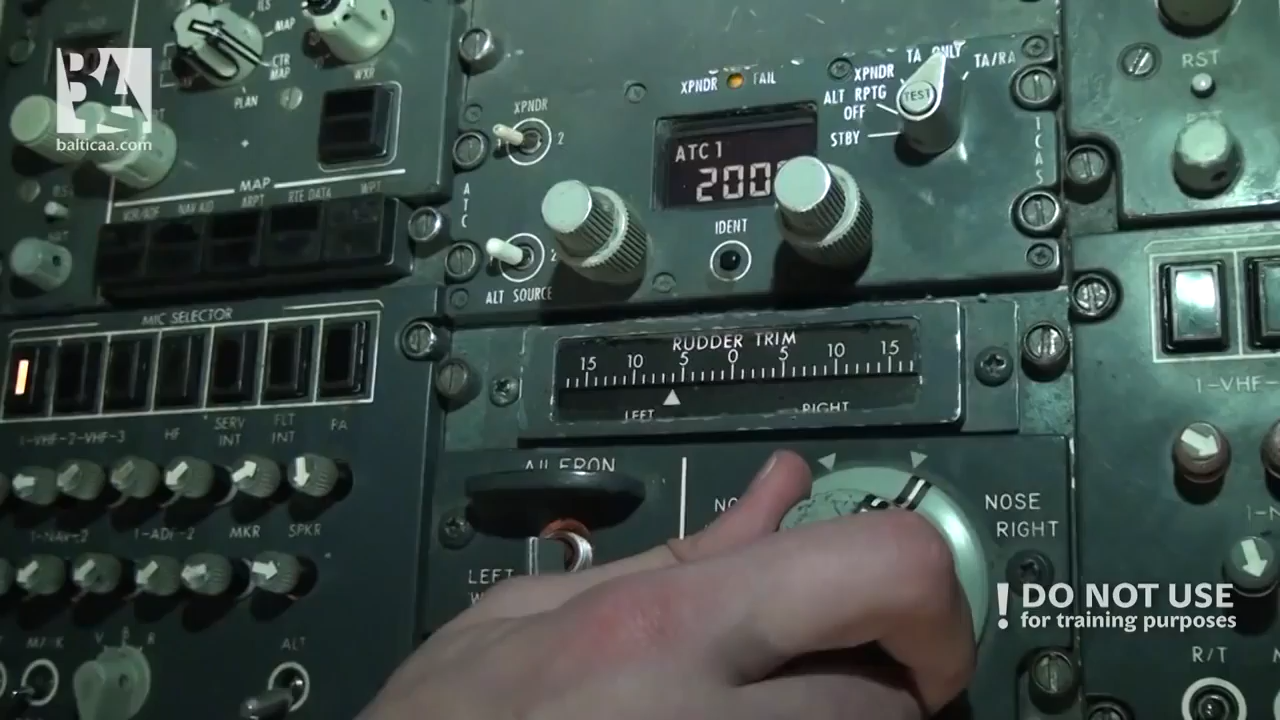 BA
balticaa.com
ILS
MAP
CTR
MAP
PLAN
WXR
MAP
VOR/ADF NAV AID ARPT RTE DATA WPT
XPNDR
2
ATC
2
ALT SOURCE
XPNDR FAIL
ATC 1
200
IDENT
TA ONLY
TA/RA
XPNDR
ALT RPTG
OFF
STBY
TEST
TCAS
RST
MIC SELECTOR
1-VHF-2-VHF-3 HF SERV INT FLT INT PA
1-NAV-2 1-ADF-2 MKR SPKR
V B R
ALT
RUDDER TRIM
15 10 5 0 5 10 15
LEFT RIGHT
AILERON
LEFT
NOSE
RIGHT
1-VHF-
R/T
! DO NOT USE
for training purposes